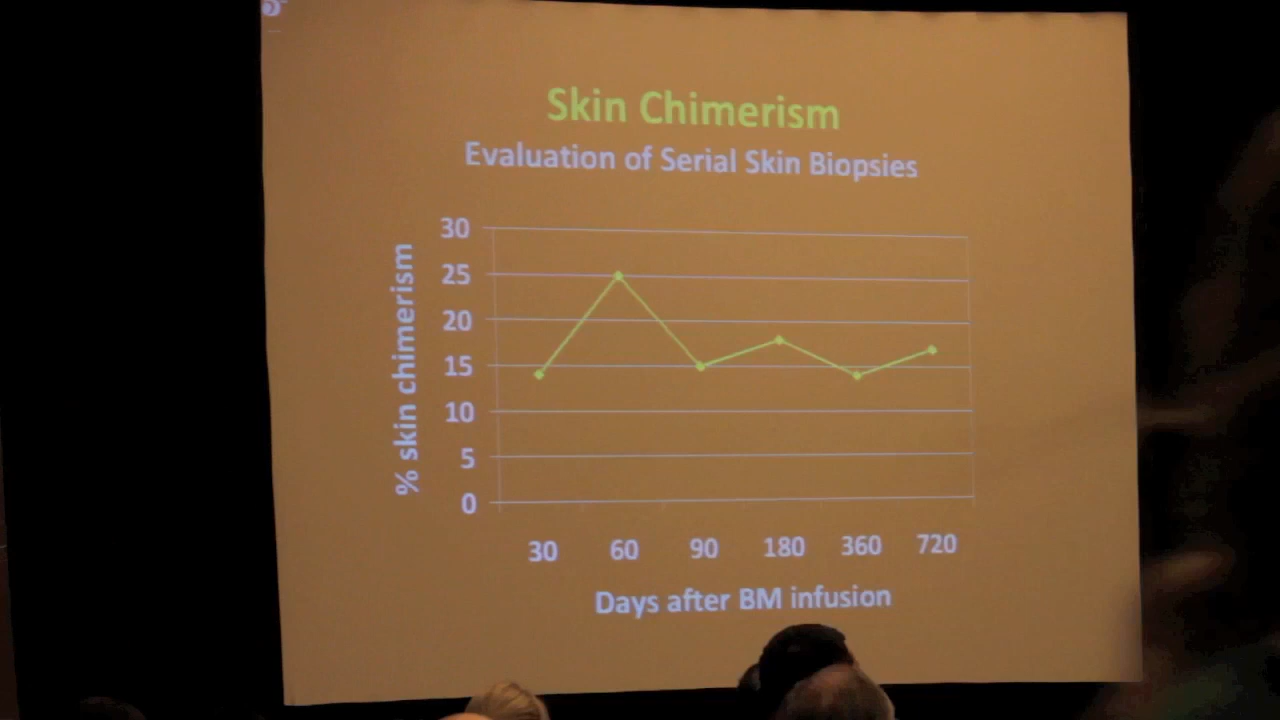 Skin Chimerism
Evaluation of Serial Skin Biopsies
% skin chimerism
30
25
20
15
10
5
0
30 60 90 180 360 720
Days after BM infusion